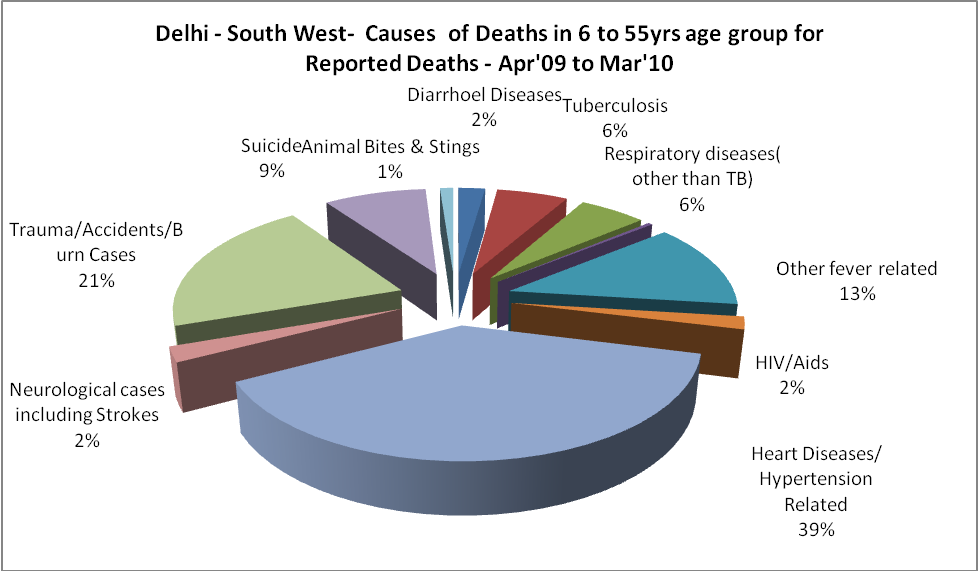 Delhi - South West-  Causes  of Deaths in 6 to 55yrs age group for
Reported Deaths - Apr'09 to Mar'10
Diarrhoel Diseases
2%
Tuberculosis
6%
Respiratory diseases(
other than TB)
6%
Other fever related
13%
HIV/Aids
2%
Heart Diseases/
Hypertension
Related
39%
Neurological cases
including Strokes
2%
Trauma/Accidents/B
urn Cases
21%
Suicide
9%
Animal Bites & Stings
1%